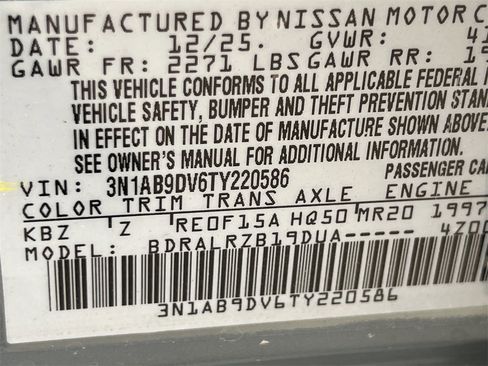 MANUFACTURED BY NISSAN MOTOR C
DATE: 12/25. GVWR: 41
GAWR FR: 2271 LBS GAWR RR: 1
THIS VEHICLE CONFORMS TO ALL APPLICABLE FEDERAL
VEHICLE SAFETY, BUMPER AND THEFT PREVENTION STAN
IN EFFECT ON THE DATE OF MANUFACTURE SHOWN ABOVE.
SEE OWNER'S MANUAL FOR ADDITIONAL INFORMATION.
VIN: 3N1AB9DV6TY220586 PASSENGER CA
COLOR TRIM TRANS AXLE ENGINE
KBZ Z RE0F15A HQ50 MR20 1997
MODEL: BDRALRZB19DUA----- 4Z00
3N1AB9DV6TY220586